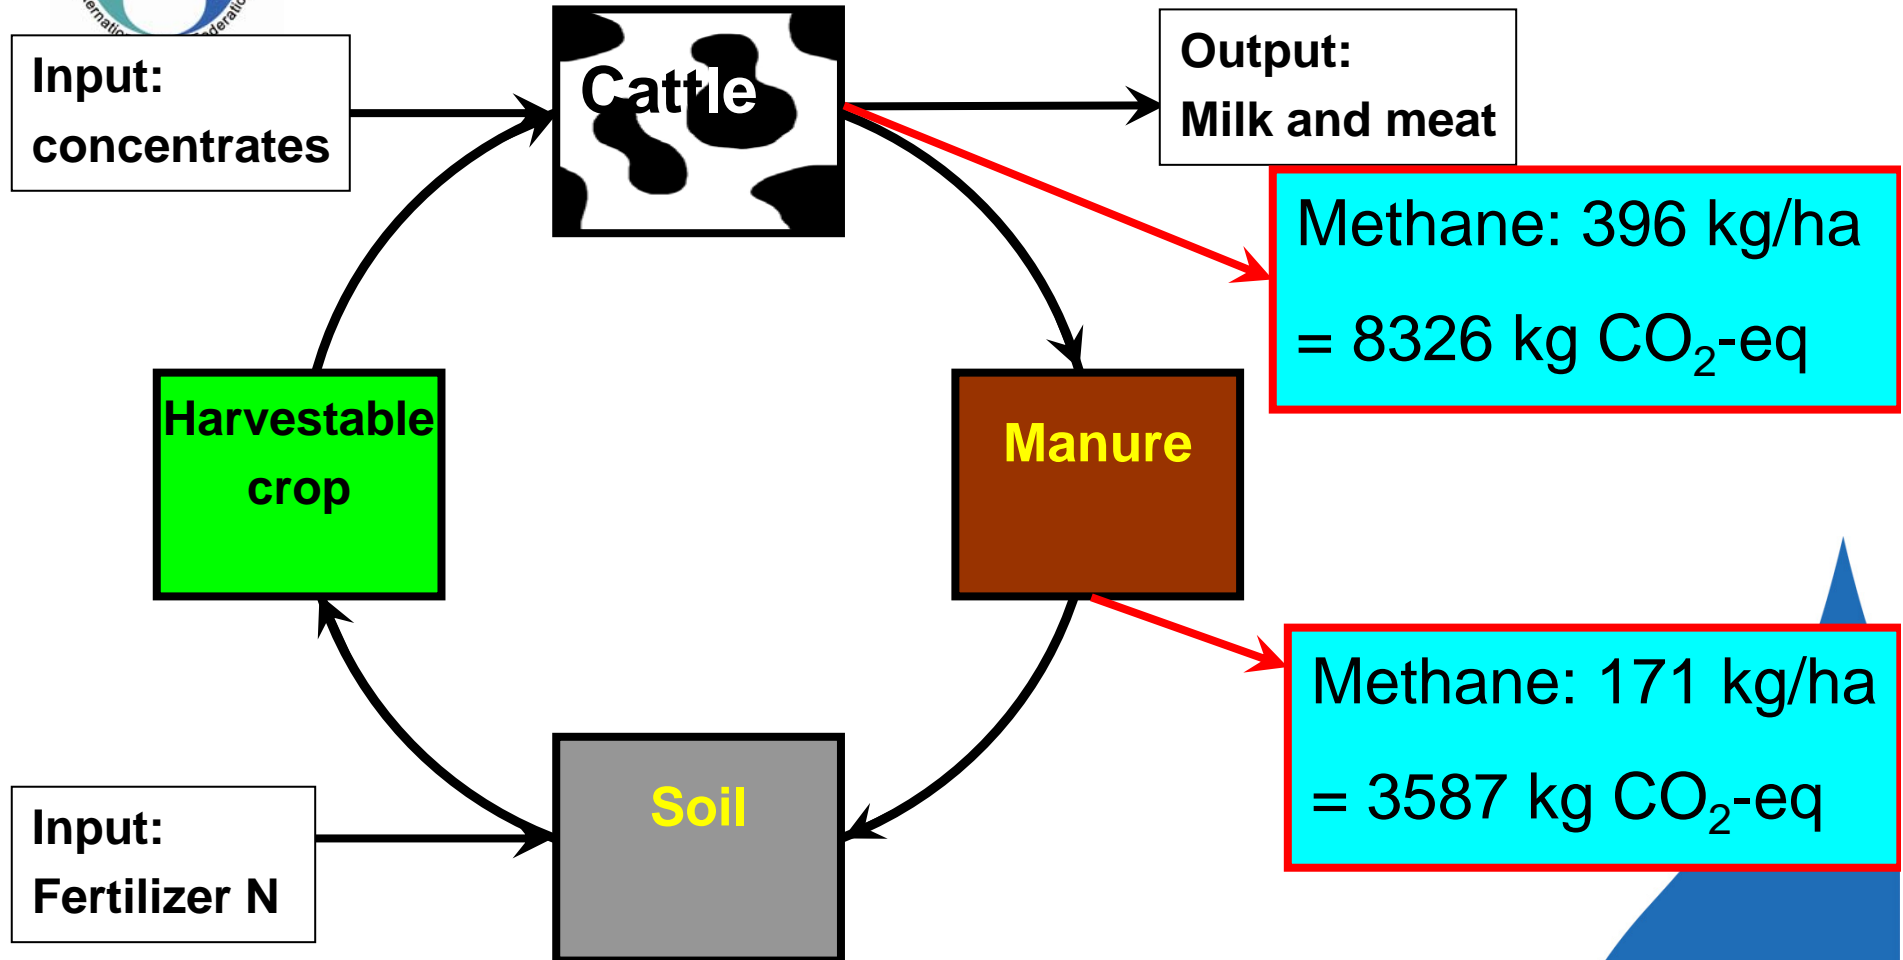 Input:
concentrates
Cattle
Output:
Milk and meat
Methane: 396 kg/ha
= 8326 kg CO₂-eq
Harvestable
crop
Manure
Methane: 171 kg/ha
= 3587 kg CO₂-eq
Soil
Input:
Fertilizer N